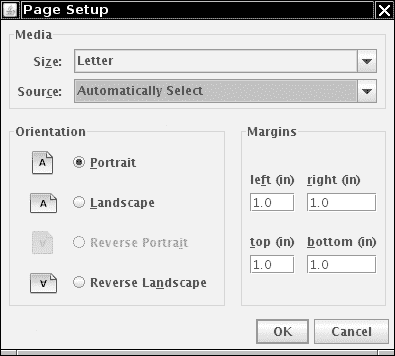 Page Setup
Media
Size: Letter
Source: Automatically Select
Orientation
A Portrait
A Landscape
A Reverse Portrait
A Reverse Landscape
Margins
left (in) right (in)
1.0 1.0
top (in) bottom (in)
1.0 1.0
OK Cancel